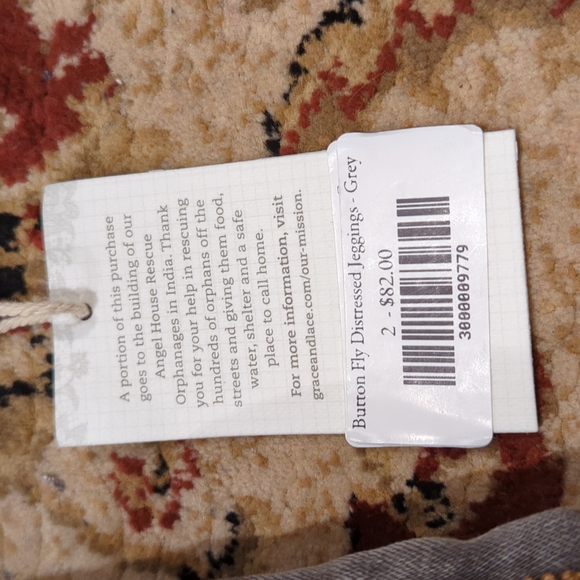 A portion of this purchase
goes to the building of our
Angel House Rescue
Orphanages in India. Thank
you for your help in rescuing
hundreds of orphans off the
streets and giving them food,
water, shelter and a safe
place to call home.
For more information, visit
graceandlace.com/our-mission.
Button Fly Distressed Jeggings - Grey
2 - $82.00
3000009779